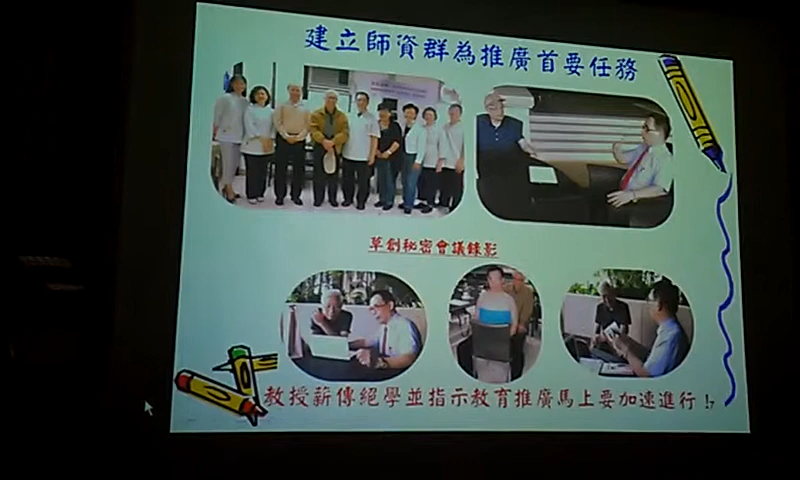 建立師資群為推廣首要任務
草創秘密會議錄影
教授薪傳絕學並指示教育推廣馬上要加速進行！